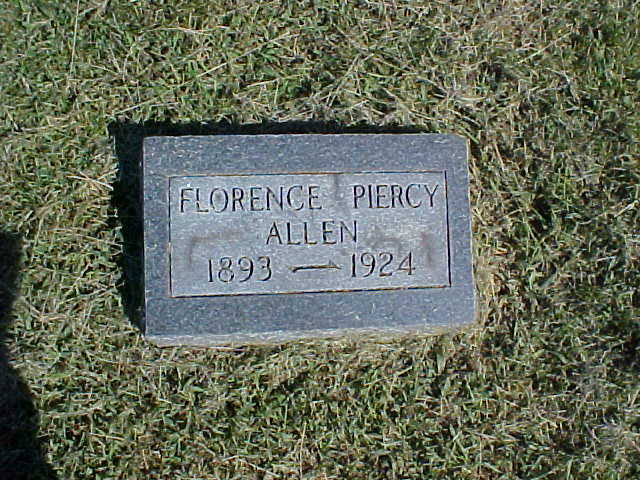 FLORENCE PIERCY
ALLEN
1893 — 1924